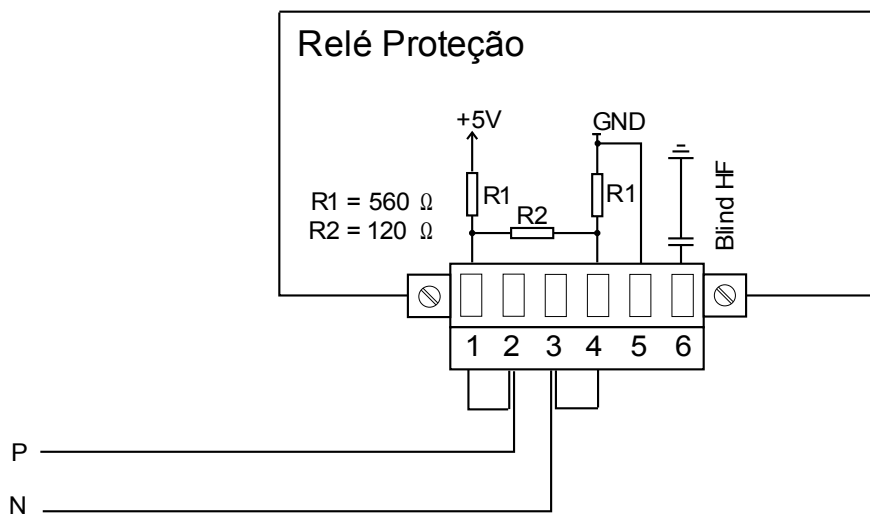 Relé Proteção
+5V
GND
R1 = 560 Ω
R1
R1
R2
R2 = 120 Ω
Blind HF
1 2 3 4 5 6
P
N